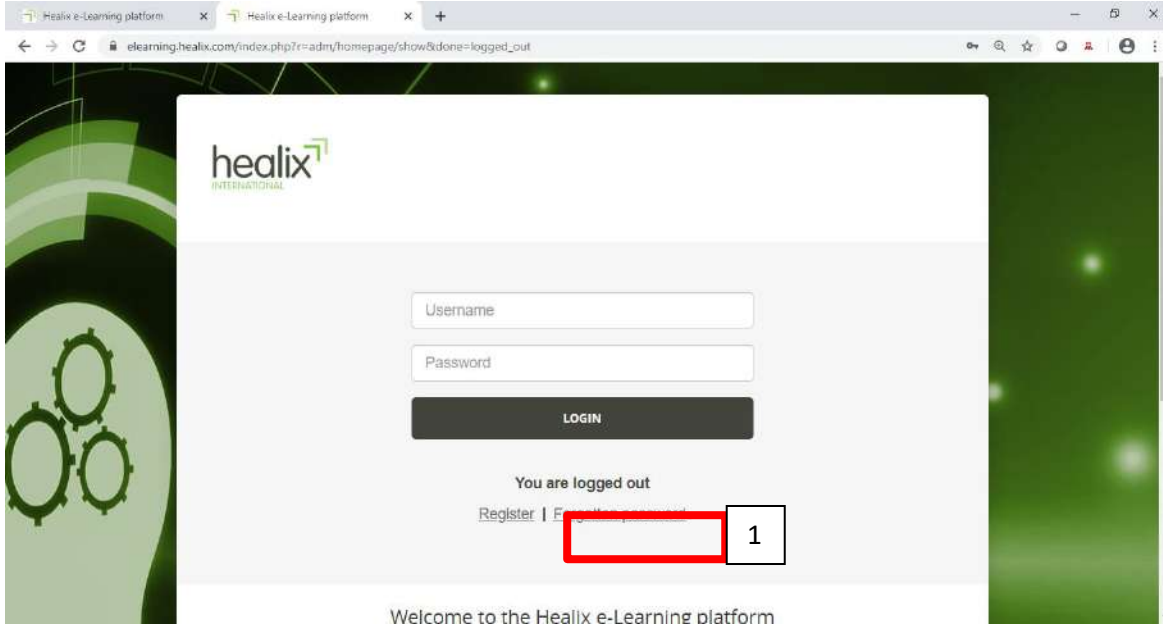 Healix e-Learning platform
Healix e-Learning platform
elearning.healix.com/index.php?r=adm/homepage/show&done=logged_out
healix
INTERNATIONAL
Username
Password
LOGIN
You are logged out
Register | Forgotten password
1
Welcome to the Healix e-Learning platform